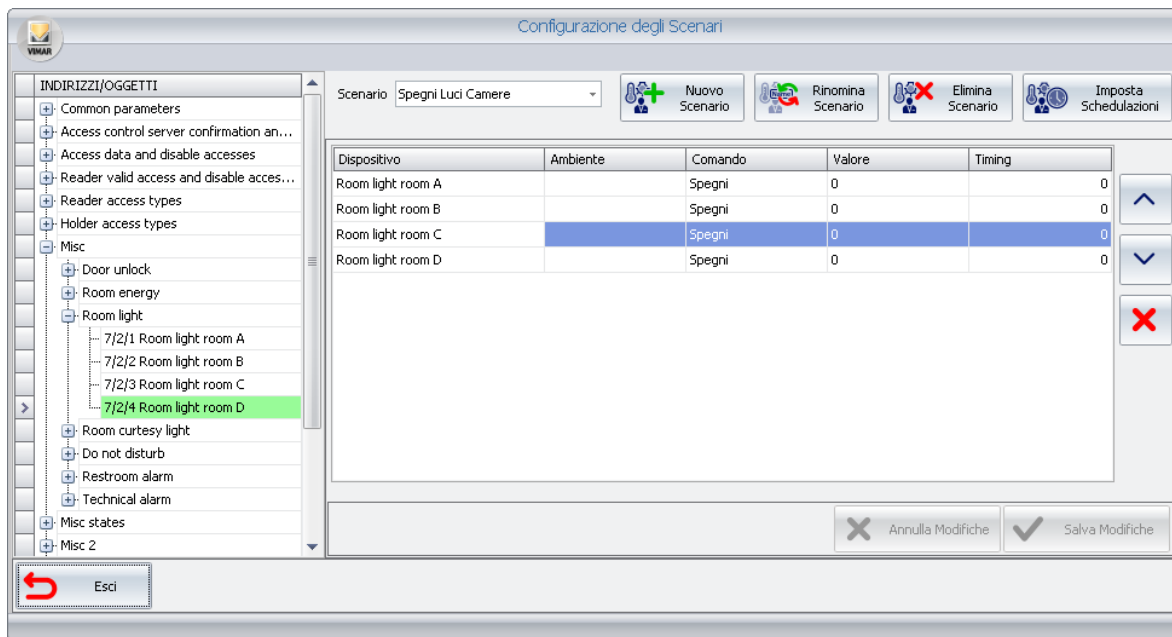 Configurazione degli Scenari
VIMAR
INDIRIZZI/OGGETTI
Common parameters
Access control server confirmation an...
Access data and disable accesses
Reader valid access and disable acces...
Reader access types
Holder access types
Misc
Door unlock
Room energy
Room light
7/2/1 Room light room A
7/2/2 Room light room B
7/2/3 Room light room C
7/2/4 Room light room D
Room curtesy light
Do not disturb
Restroom alarm
Technical alarm
Misc states
Misc 2
Scenario Spegni Luci Camere
Nuovo
Scenario
Rinomina
Scenario
Elimina
Scenario
Imposta
Schedulazioni
Dispositivo Ambiente Comando Valore Timing
Room light room A Spegni 0 0
Room light room B Spegni 0 0
Room light room C Spegni 0 0
Room light room D Spegni 0 0
Annulla Modifiche Salva Modifiche
Esci